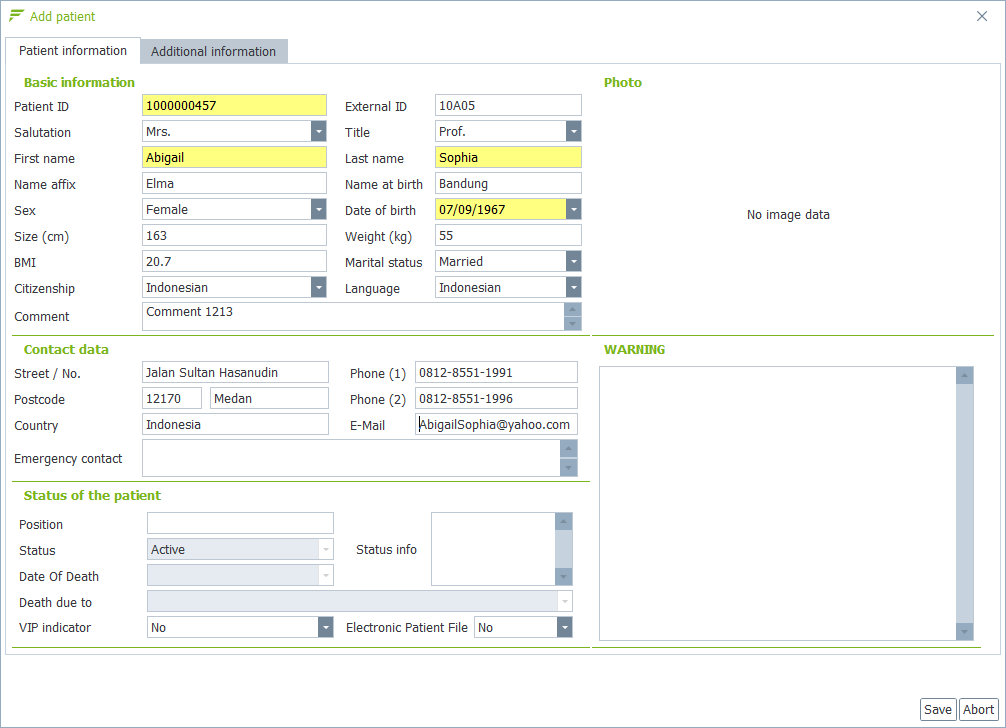 Add patient
Patient information Additional information
Basic information
Patient ID 1000000457 External ID 10A05
Salutation Mrs. Title Prof.
First name Abigail Last name Sophia
Name affix Elma Name at birth Bandung
Sex Female Date of birth 07/09/1967
Size (cm) 163 Weight (kg) 55
BMI 20.7 Marital status Married
Citizenship Indonesian Language Indonesian
Comment Comment 1213
Photo
No image data
Contact data
Street / No. Jalan Sultan Hasanudin Phone (1) 0812-8551-1991
Postcode 12170 Medan Phone (2) 0812-8551-1996
Country Indonesia E-Mail AbigailSophia@yahoo.com
Emergency contact
WARNING
Status of the patient
Position
Status Active Status info
Date Of Death
Death due to
VIP indicator No Electronic Patient File No
Save Abort